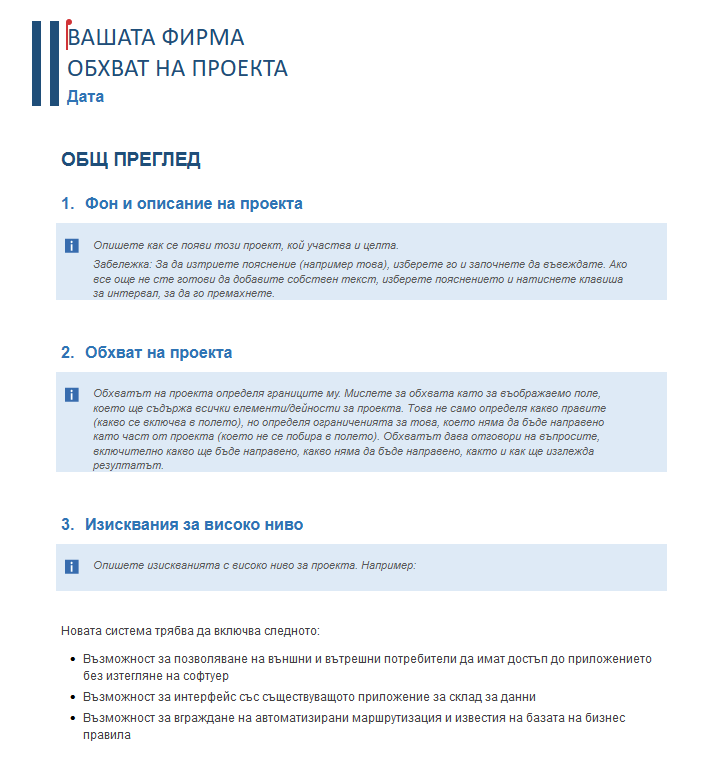 ВАШАТА ФИРМА
ОБХВАТ НА ПРОЕКТА
Дата
ОБЩ ПРЕГЛЕД
1. Фон и описание на проекта
Опишете как се появи този проект, кой участва и целта.
Забележка: За да изтриете пояснение (например това), изберете го и започнете да въвеждате. Ако
все още не сте готови да добавите собствен текст, изберете пояснението и натиснете клавиша
за интервал, за да го премахнете.
2. Обхват на проекта
Обхватът на проекта определя границите му. Мислете за обхвата като за въображаемо поле,
което ще съдържа всички елементи/дейности за проекта. Това не само определя какво правите
(какво се включва в полето), но определя ограниченията за това, което няма да бъде направено
като част от проекта (което не се побира в полето). Обхватът дава отговори на въпросите,
включително какво ще бъде направено, какво няма да бъде направено, както и как ще изглежда
резултатът.
3. Изисквания за високо ниво
Опишете изискванията с високо ниво за проекта. Например:
Новата система трябва да включва следното:
• Възможност за позволяване на външни и вътрешни потребители да имат достъп до приложението
без изтегляне на софтуер
• Възможност за интерфейс със съществуващото приложение за склад за данни
• Възможност за вграждане на автоматизирани маршрутизация и известия на базата на бизнес
правила